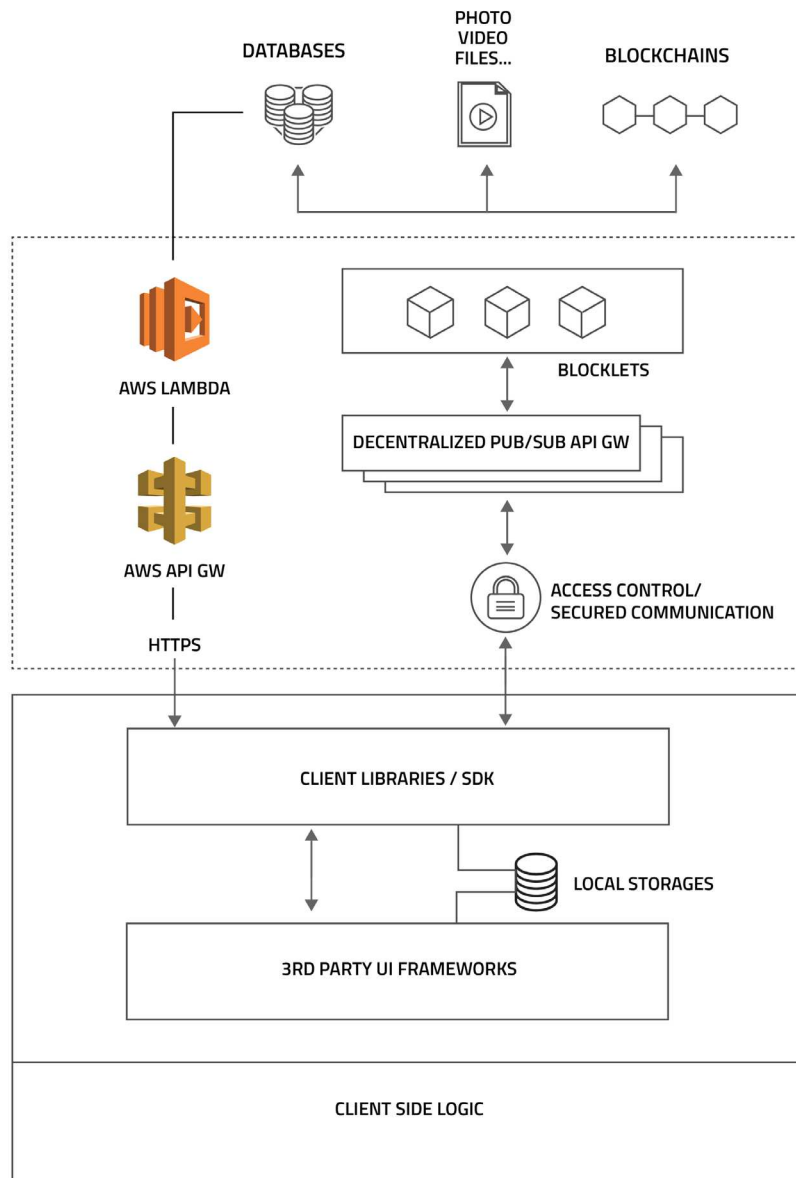 DATABASES
PHOTO
VIDEO
FILES...
BLOCKCHAINS
AWS LAMBDA
BLOCKLETS
DECENTRALIZED PUB/SUB API GW
AWS API GW
ACCESS CONTROL/
SECURED COMMUNICATION
HTTPS
CLIENT LIBRARIES / SDK
LOCAL STORAGES
3RD PARTY UI FRAMEWORKS
CLIENT SIDE LOGIC